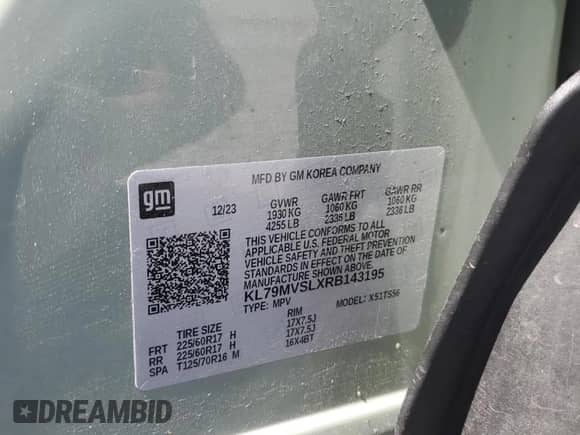 MFD BY GM KOREA COMPANY
gm
12/23 GVWR GAWR FRT GAWR RR
1930 KG 1060 KG 1060 KG
4255 LB 2336 LB 2336 LB
THIS VEHICLE CONFORMS TO ALL
APPLICABLE U.S. FEDERAL MOTOR
VEHICLE SAFETY AND THEFT PREVENTION
STANDARDS IN EFFECT ON THE DATE OF
MANUFACTURE SHOWN ABOVE.
KL79MVSLXRB143195
TYPE: MPV MODEL: X51TS56
TIRE SIZE RIM
FRT 225/60R17 H 17X7.5J
RR 225/60R17 H 17X7.5J
SPA T125/70R16 M 16X4BT
DREAMBID